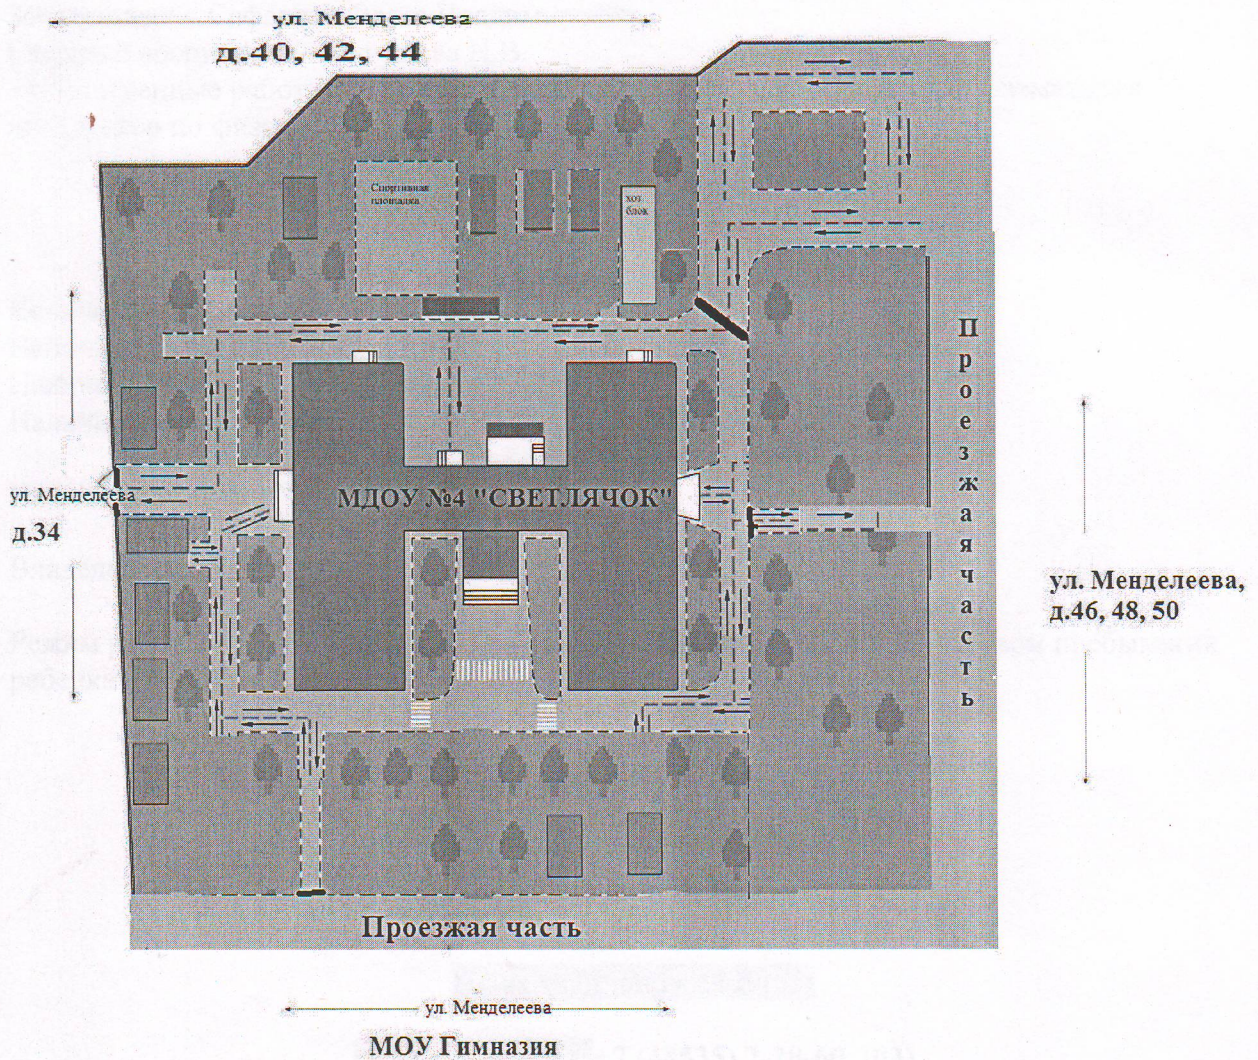 ул. Менделеева
д.40, 42, 44
Спортивная
площадка
хоз.
блок
Проезжая часть
МДОУ №4 "СВЕТЛЯЧОК"
ул. Менделеева
д.34
ул. Менделеева,
д.46, 48, 50
Проезжая часть
ул. Менделеева
МОУ Гимназия